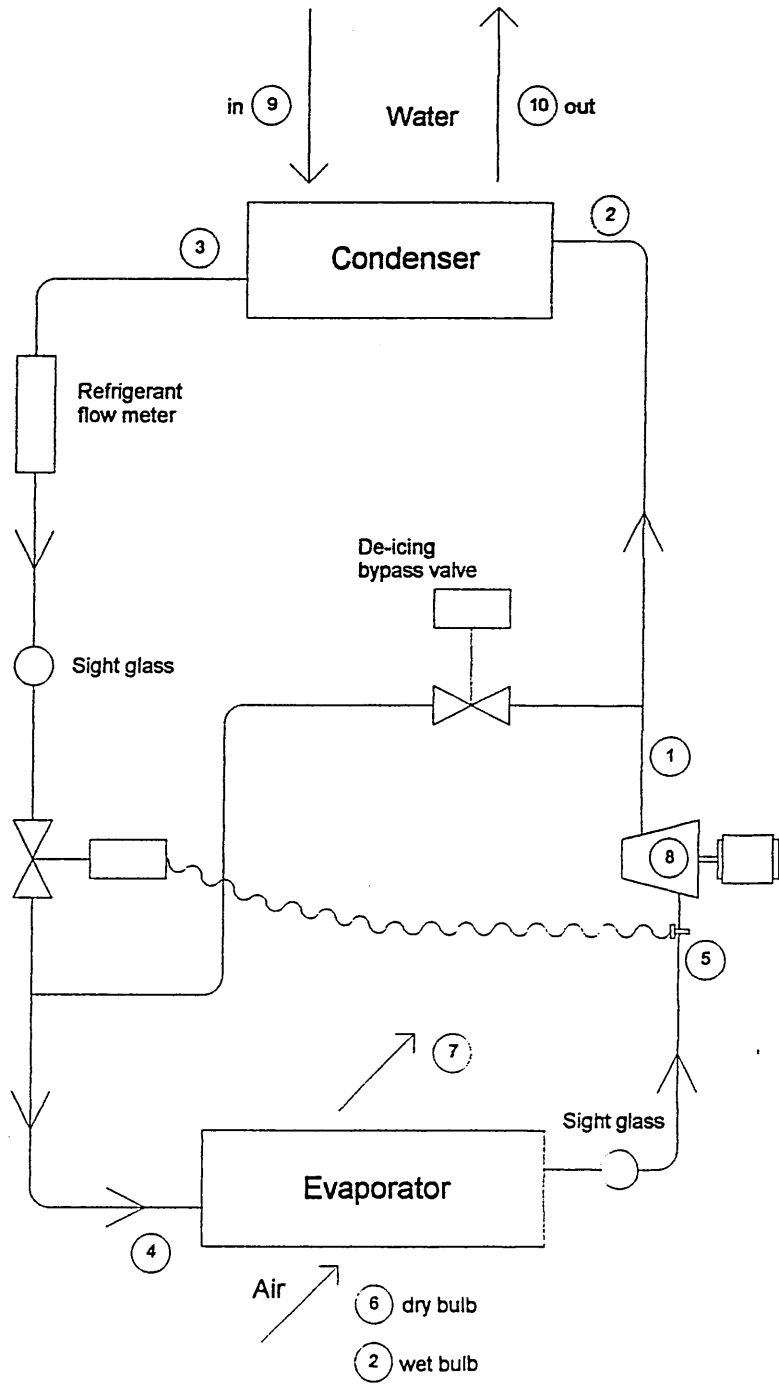 in 9
Water
10 out
2
3
Condenser
Refrigerant
flow meter
De-icing
bypass valve
Sight glass
1
8
5
7
Sight glass
Evaporator
4
Air
6 dry bulb
2 wet bulb